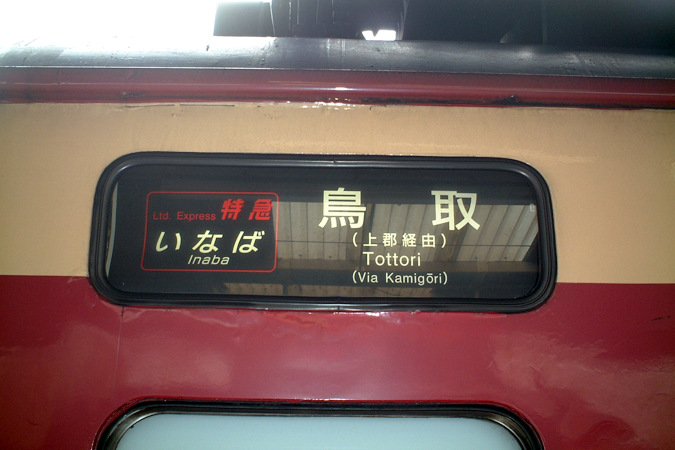 Ltd. Express 特急
いなば
Inaba
鳥取
(上郡経由)
Tottori
(Via Kamigōri)